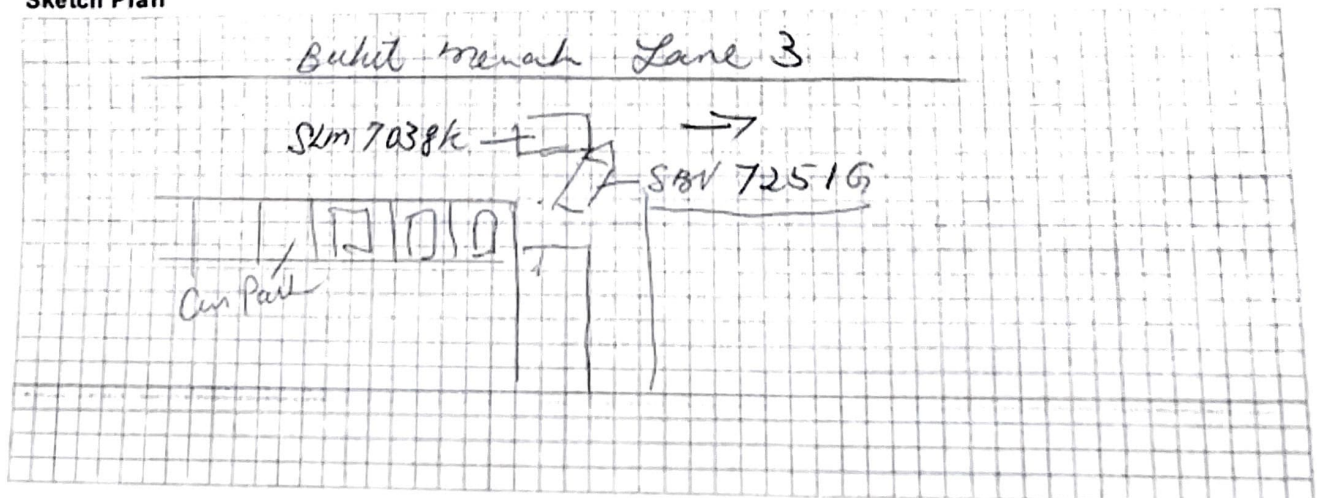 Sketch Plan
Bukit merah Lane 3
SLM 7038K
SBV 7251G
Car Park